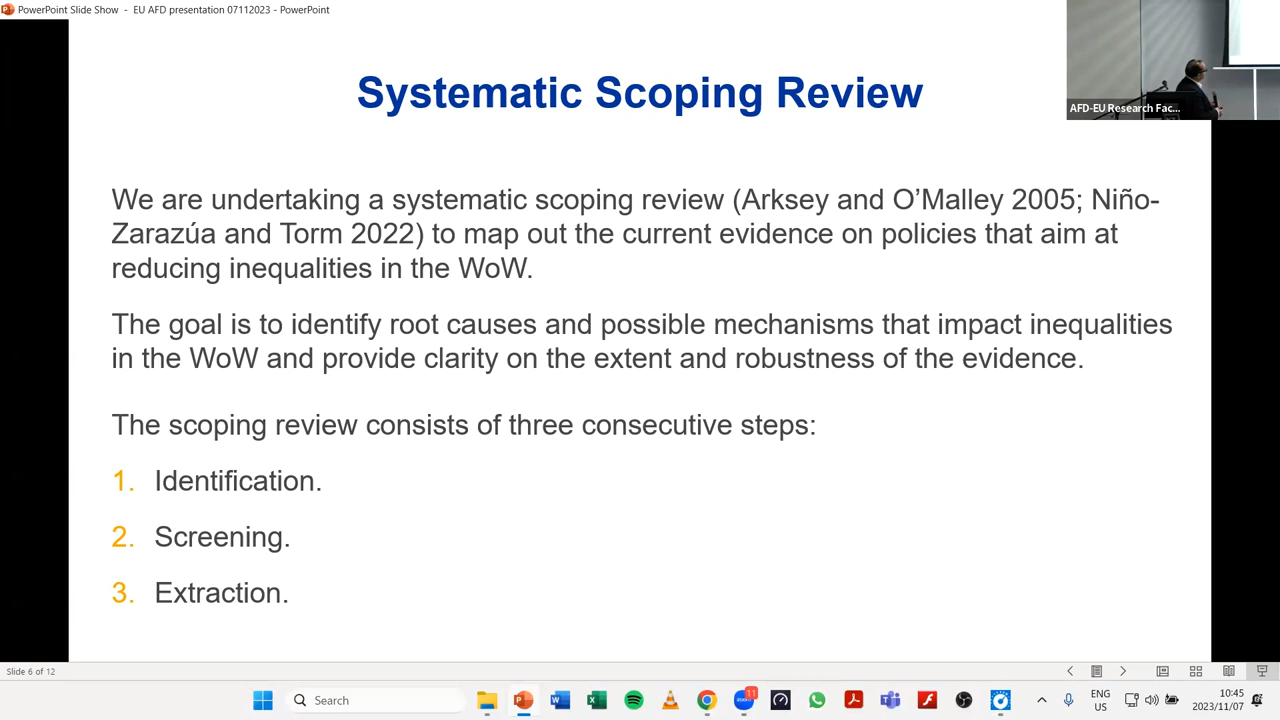 PowerPoint Slide Show - EU AFD presentation 07112023 - PowerPoint
AFD-EU Research Fac...
Systematic Scoping Review
We are undertaking a systematic scoping review (Arksey and O’Malley 2005; Niño-
Zarazúa and Torm 2022) to map out the current evidence on policies that aim at
reducing inequalities in the WoW.
The goal is to identify root causes and possible mechanisms that impact inequalities
in the WoW and provide clarity on the extent and robustness of the evidence.
The scoping review consists of three consecutive steps:
1. Identification.
2. Screening.
3. Extraction.
Slide 6 of 12
Search
11
ENG
US
10:45
2023/11/07